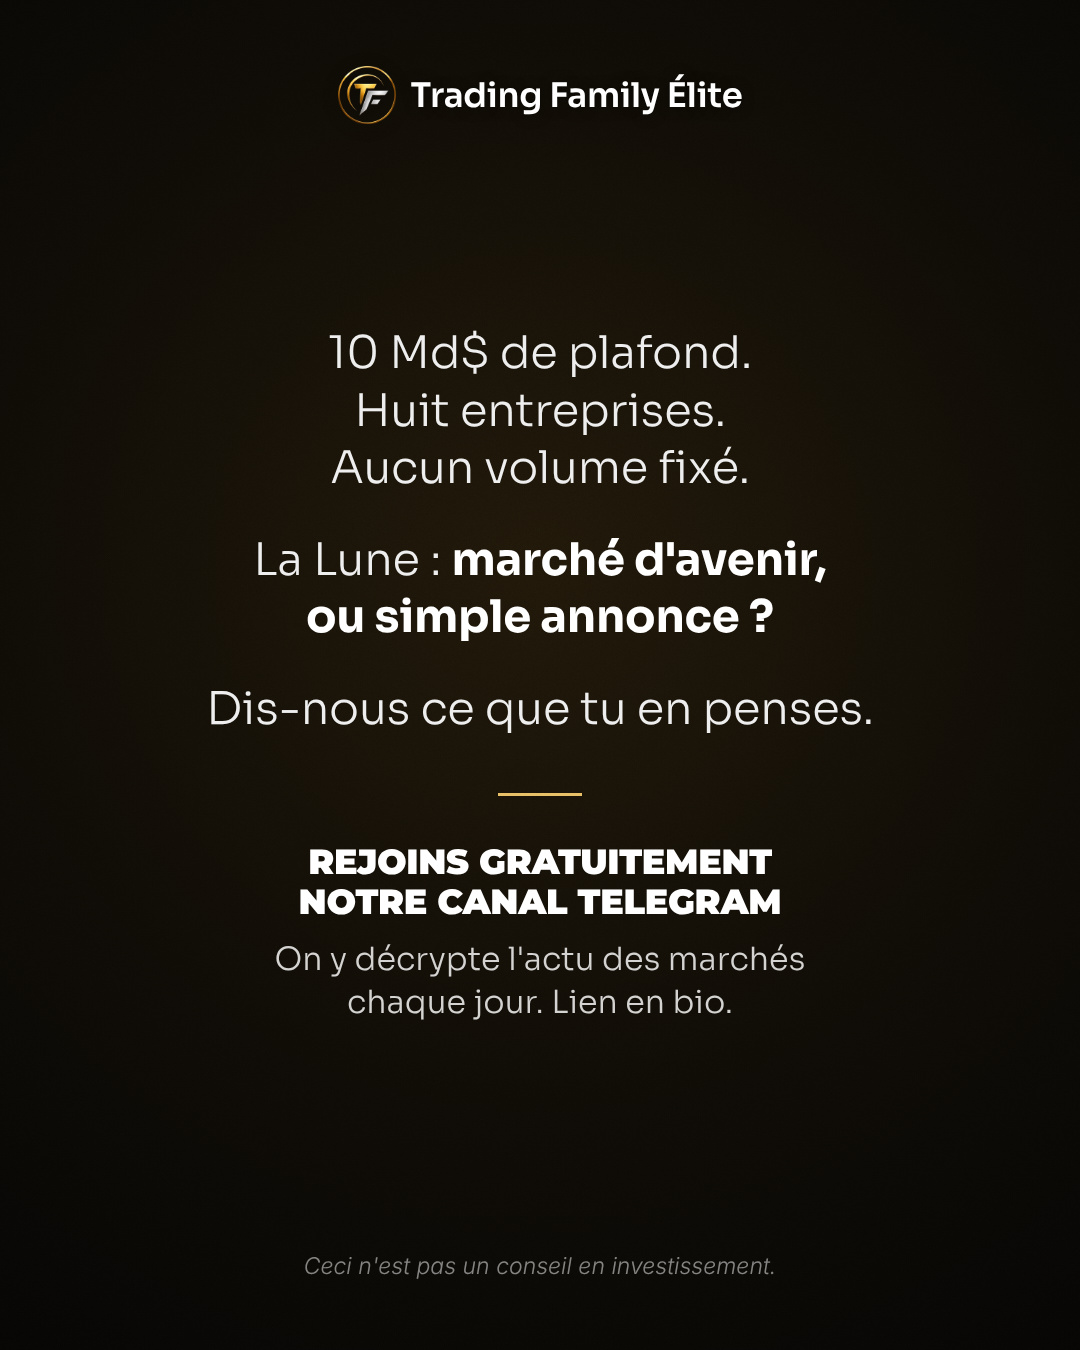 TF Trading Family Élite
10 Md$ de plafond.
Huit entreprises.
Aucun volume fixé.
La Lune : marché d'avenir,
ou simple annonce ?
Dis-nous ce que tu en penses.
REJOINS GRATUITEMENT
NOTRE CANAL TELEGRAM
On y décrypte l'actu des marchés
chaque jour. Lien en bio.
Ceci n'est pas un conseil en investissement.